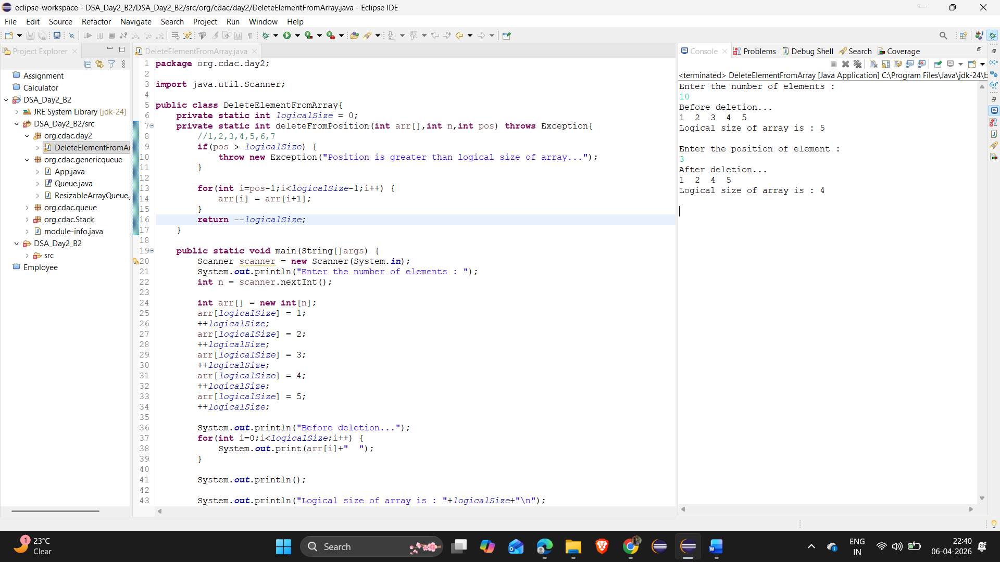 eclipse-workspace - DSA_Day2_B2/DSA_Day2_B2/src/org/cdac/day2/DeleteElementFromArray.java - Eclipse IDE
File Edit Source Refactor Navigate Search Project Run Window Help
Project Explorer
Assignment
Calculator
DSA_Day2_B2
JRE System Library [jdk-24]
DSA_Day2_B2/src
org.cdac.day2
DeleteElementFromAr
org.cdac.genericqueue
App.java
Queue.java
ResizableArrayQueue.
org.cdac.queue
org.cdac.Stack
module-info.java
DSA_Day2_B2
src
Employee
DeleteElementFromArray.java
1 package org.cdac.day2;
2
3 import java.util.Scanner;
4
5 public class DeleteElementFromArray{
6 private static int logicalSize = 0;
7 private static int deleteFromPosition(int arr[],int n,int pos) throws Exception{
8 //1,2,3,4,5,6,7
9 if(pos > logicalSize) {
10 throw new Exception("Position is greater than logical size of array...");
11 }
12
13 for(int i=pos-1;i<logicalSize-1;i++) {
14 arr[i] = arr[i+1];
15 }
16 return --logicalSize;
17 }
18
19 public static void main(String[]args) {
20 Scanner scanner = new Scanner(System.in);
21 System.out.println("Enter the number of elements : ");
22 int n = scanner.nextInt();
23
24 int arr[] = new int[n];
25 arr[logicalSize] = 1;
26 ++logicalSize;
27 arr[logicalSize] = 2;
28 ++logicalSize;
29 arr[logicalSize] = 3;
30 ++logicalSize;
31 arr[logicalSize] = 4;
32 ++logicalSize;
33 arr[logicalSize] = 5;
34 ++logicalSize;
35
36 System.out.println("Before deletion...");
37 for(int i=0;i<logicalSize;i++) {
38 System.out.print(arr[i]+"  ");
39 }
40
41 System.out.println();
42
43 System.out.println("Logical size of array is : "+logicalSize+"\n");
Console Problems Debug Shell Search Coverage
<terminated> DeleteElementFromArray [Java Application] C:\Program Files\Java\jdk-24\b
Enter the number of elements :
10
Before deletion...
1 2 3 4 5
Logical size of array is : 5
Enter the position of element :
3
After deletion...
1 2 4 5
Logical size of array is : 4
1
23°C
Clear
Search
ENG
IN
22:40
06-04-2026